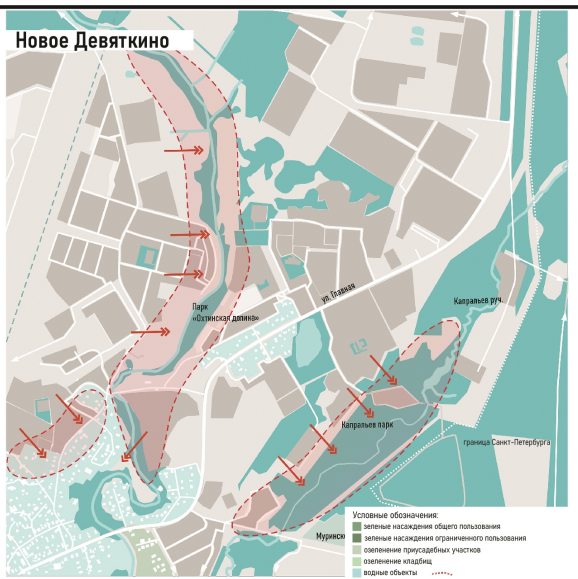 Новое Девяткино
ул. Главная
Капральев руч.
Парк
«Охтинская долина»
Капральев парк
граница Санкт-Петербурга
Условные обозначения:
зеленые насаждения общего пользования
зеленые насаждения ограниченного пользования
озеленение приусадебных участков
озеленение кладбищ
водные объекты